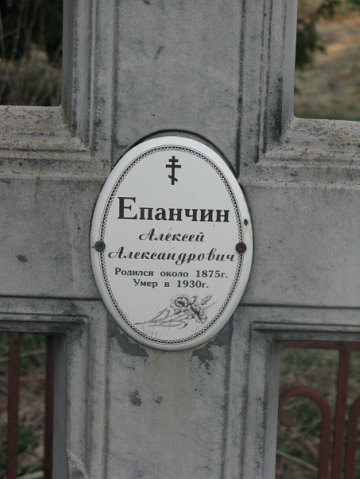 Епанчин
Алексей
Александрович
Родился около 1875г.
Умер в 1930г.